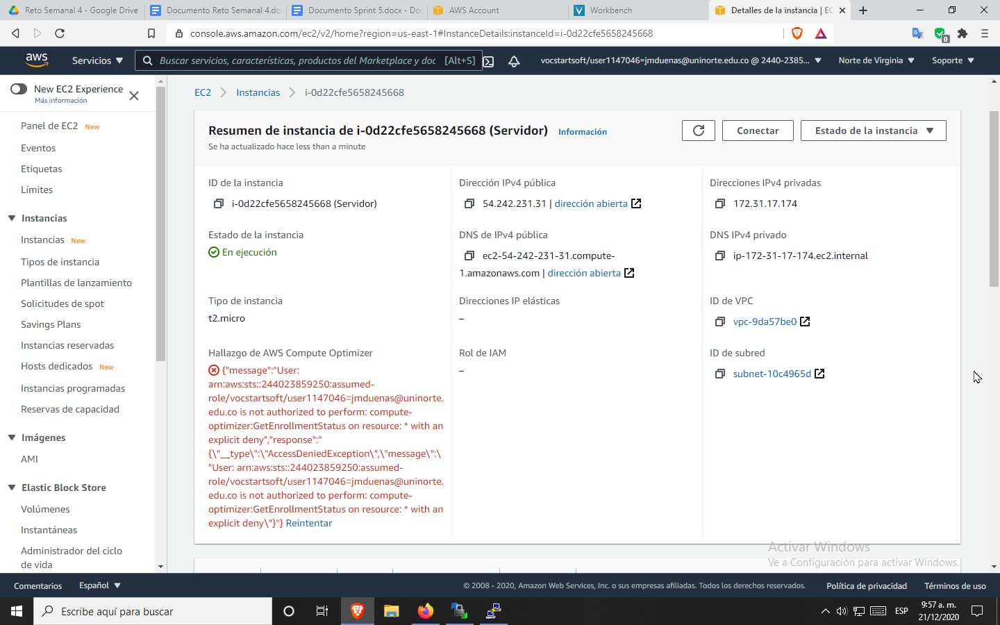 Reto Semanal 4 - Google Drive
Documento Reto Semanal 4.do
Documento Sprint 5.docx - Doc
AWS Account
Workbench
Detalles de la instancia | EC
console.aws.amazon.com/ec2/v2/home?region=us-east-1#InstanceDetails:instanceId=i-0d22cfe5658245668
0
aws
Servicios
Buscar servicios, características, productos del Marketplace y doc
[Alt+S]
vocstartsoft/user1147046=jmduenas@uninorte.edu.co @ 2440-2385...
Norte de Virginia
Soporte
New EC2 Experience
Más información
Panel de EC2 New
Eventos
Etiquetas
Límites
Instancias
Instancias New
Tipos de instancia
Plantillas de lanzamiento
Solicitudes de spot
Savings Plans
Instancias reservadas
Hosts dedicados New
Instancias programadas
Reservas de capacidad
Imágenes
AMI
Elastic Block Store
Volúmenes
Instantáneas
Administrador del ciclo
de vida
EC2
Instancias
i-0d22cfe5658245668
Resumen de instancia de i-0d22cfe5658245668 (Servidor) Información
Se ha actualizado hace less than a minute
Conectar
Estado de la instancia
ID de la instancia
i-0d22cfe5658245668 (Servidor)
Estado de la instancia
En ejecución
Tipo de instancia
t2.micro
Hallazgo de AWS Compute Optimizer
{"message":"User:
arn:aws:sts::244023859250:assumed-
role/vocstartsoft/user1147046=jmduenas@uninorte.
edu.co is not authorized to perform: compute-
optimizer:GetEnrollmentStatus on resource: * with an
explicit deny","response":"
{\"__type\":\"AccessDeniedException\",\"message\":\
"User: arn:aws:sts::244023859250:assumed-
role/vocstartsoft/user1147046=jmduenas@uninorte.
edu.co is not authorized to perform: compute-
optimizer:GetEnrollmentStatus on resource: * with an
explicit deny\"}"} Reintentar
Dirección IPv4 pública
54.242.231.31 | dirección abierta
DNS de IPv4 pública
ec2-54-242-231-31.compute-
1.amazonaws.com | dirección abierta
Direcciones IP elásticas
–
Rol de IAM
–
Direcciones IPv4 privadas
172.31.17.174
DNS IPv4 privado
ip-172-31-17-174.ec2.internal
ID de VPC
vpc-9da57be0
ID de subred
subnet-10c4965d
Activar Windows
Ve a Configuración para activar Windows.
Comentarios
Español
© 2008 - 2020, Amazon Web Services, Inc. o sus empresas afiliadas. Todos los derechos reservados.
Política de privacidad
Términos de uso
Escribe aquí para buscar
ESP
9:57 a. m.
21/12/2020